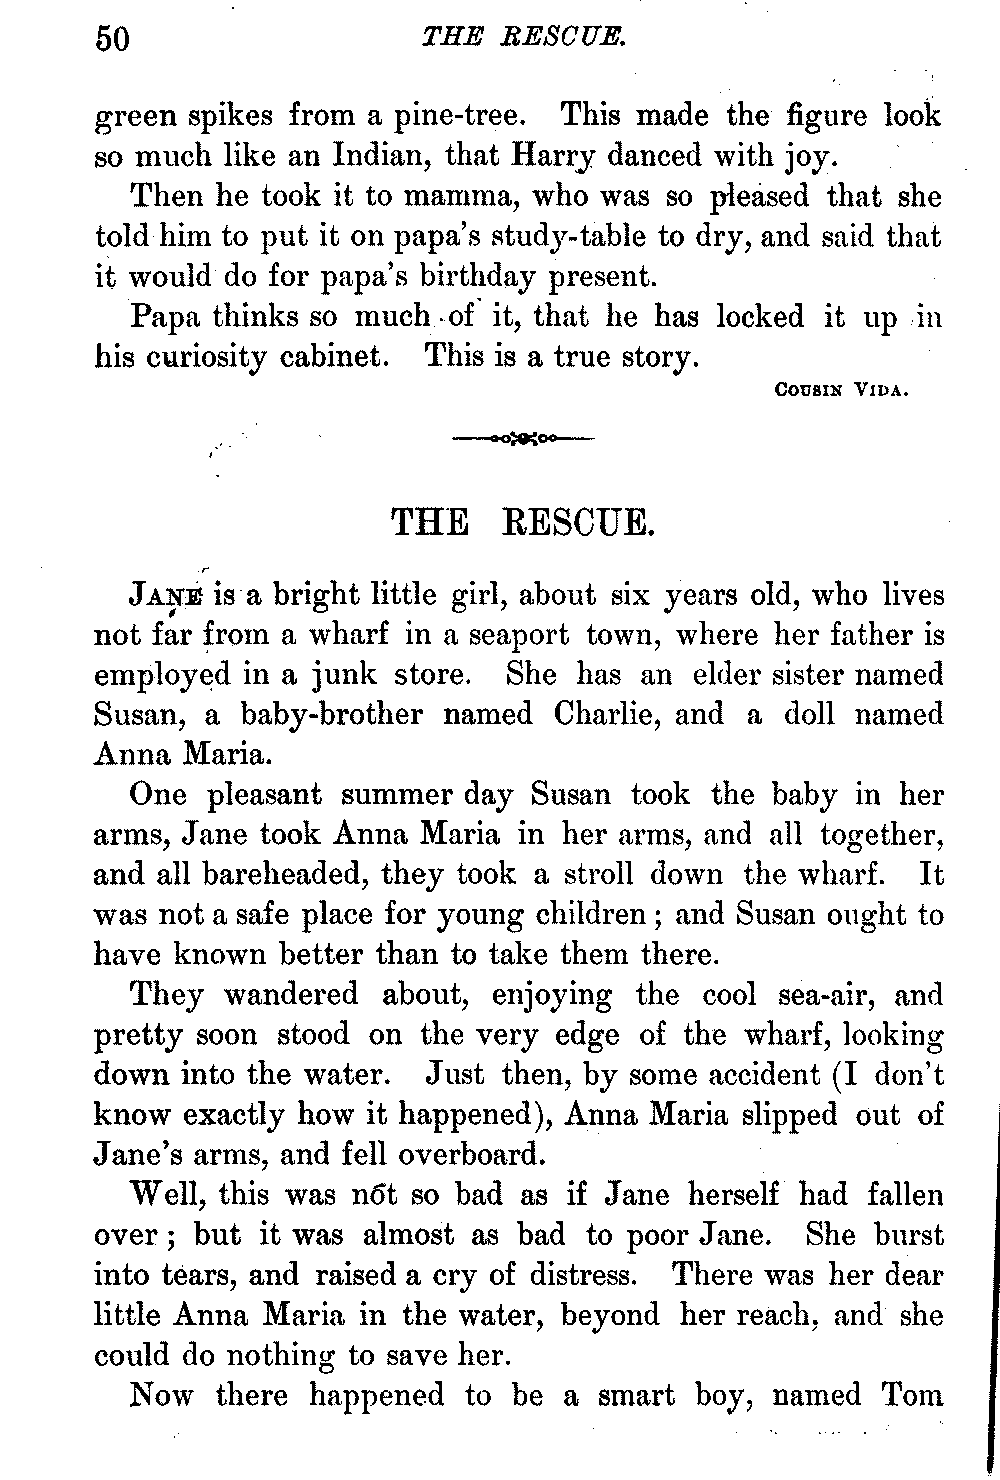 50 THE RESCUE.
green spikes from a pine-tree. This made the figure look
so much like an Indian, that Harry danced with joy.
Then he took it to mamma, who was so pleased that she
told him to put it on papa's study-table to dry, and said that
it would do for papa's birthday present.
Papa thinks so much of it, that he has locked it up in
his curiosity cabinet. This is a true story.
COUSIN VIDA.
THE RESCUE.
JANE is a bright little girl, about six years old, who lives
not far from a wharf in a seaport town, where her father is
employed in a junk store. She has an elder sister named
Susan, a baby-brother named Charlie, and a doll named
Anna Maria.
One pleasant summer day Susan took the baby in her
arms, Jane took Anna Maria in her arms, and all together,
and all bareheaded, they took a stroll down the wharf. It
was not a safe place for young children; and Susan ought to
have known better than to take them there.
They wandered about, enjoying the cool sea-air, and
pretty soon stood on the very edge of the wharf, looking
down into the water. Just then, by some accident (I don't
know exactly how it happened), Anna Maria slipped out of
Jane's arms, and fell overboard.
Well, this was not so bad as if Jane herself had fallen
over; but it was almost as bad to poor Jane. She burst
into tears, and raised a cry of distress. There was her dear
little Anna Maria in the water, beyond her reach, and she
could do nothing to save her.
Now there happened to be a smart boy, named Tom